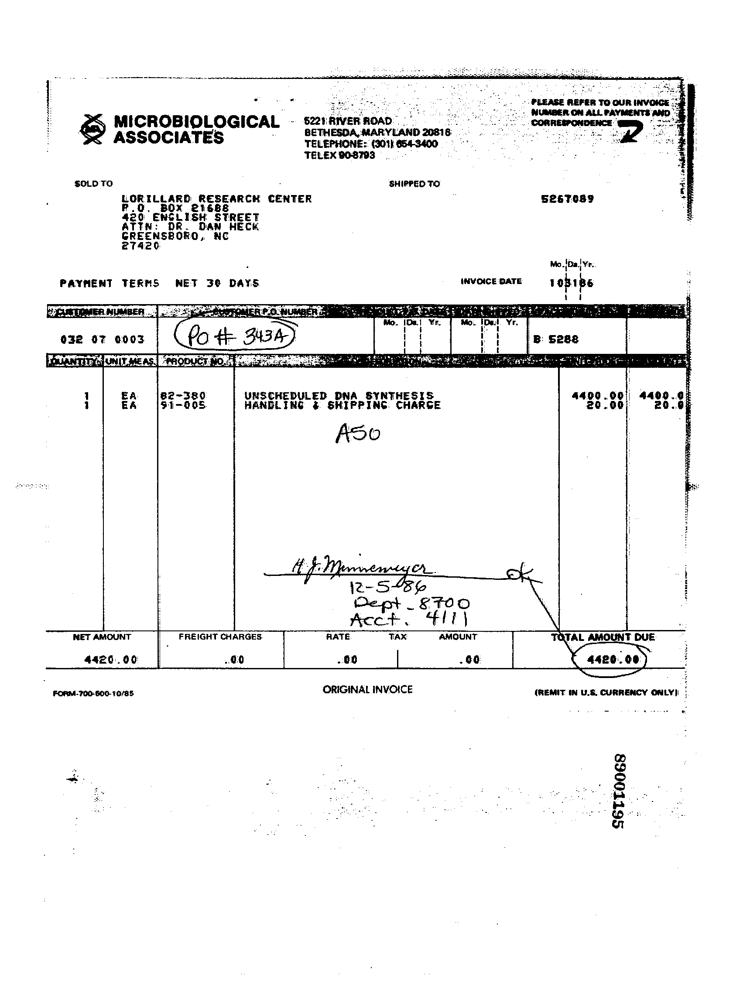 MICROBIOLOGICAL
ASSOCIATES
5221 RIVER ROAD
BETHESDA, MARYLAND 20816
TELEPHONE: (301) 654-3400
TELEX 90-8793
PLEASE REFER TO OUR INVOICE
NUMBER ON ALL PAYMENTS AND
CORRESPONDENCE
SOLD TO
SHIPPED TO
LORILLARD RESEARCH CENTER
P.O. BOX 21688
420 ENGLISH STREET
ATTN: DR. DAN HECK
GREENSBORO, NC
27420
5267089
PAYMENT TERMS NET 30 DAYS
INVOICE DATE
Mo. Da. Yr.
103186
CUSTOMER NUMBER CUSTOMER P.O. NUMBER
Mo. Da. Yr. Mo. Da. Yr.
032 07 0003 PO # 343A B 5288
QUANTITY UNIT MEAS. PRODUCT NO.
1 EA 82-380 UNSCHEDULED DNA SYNTHESIS 4400.00 4400.0
1 EA 91-005 HANDLING & SHIPPING CHARGE 20.00 20.0
A50
H.J. Minnemeyer ok
12-5-86
Dept - 8700
Acct. 4111
NET AMOUNT FREIGHT CHARGES RATE TAX AMOUNT TOTAL AMOUNT DUE
4420.00 .00 .00 .00 4420.00
FORM-700-600-10/85 ORIGINAL INVOICE (REMIT IN U.S. CURRENCY ONLY)
89001195